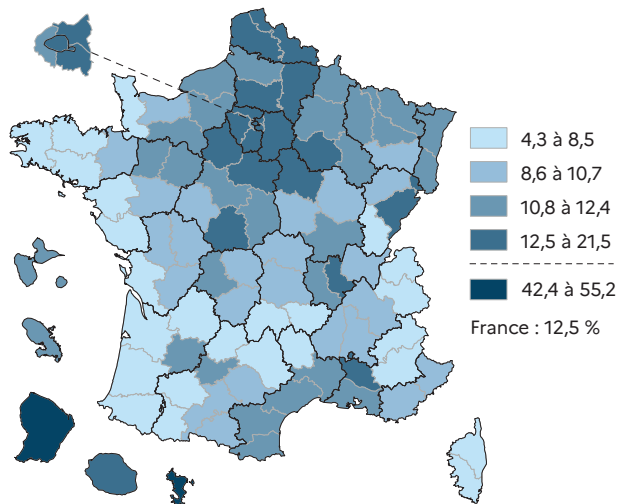 4,3 à 8,5
8,6 à 10,7
10,8 à 12,4
12,5 à 21,5
42,4 à 55,2
France : 12,5 %